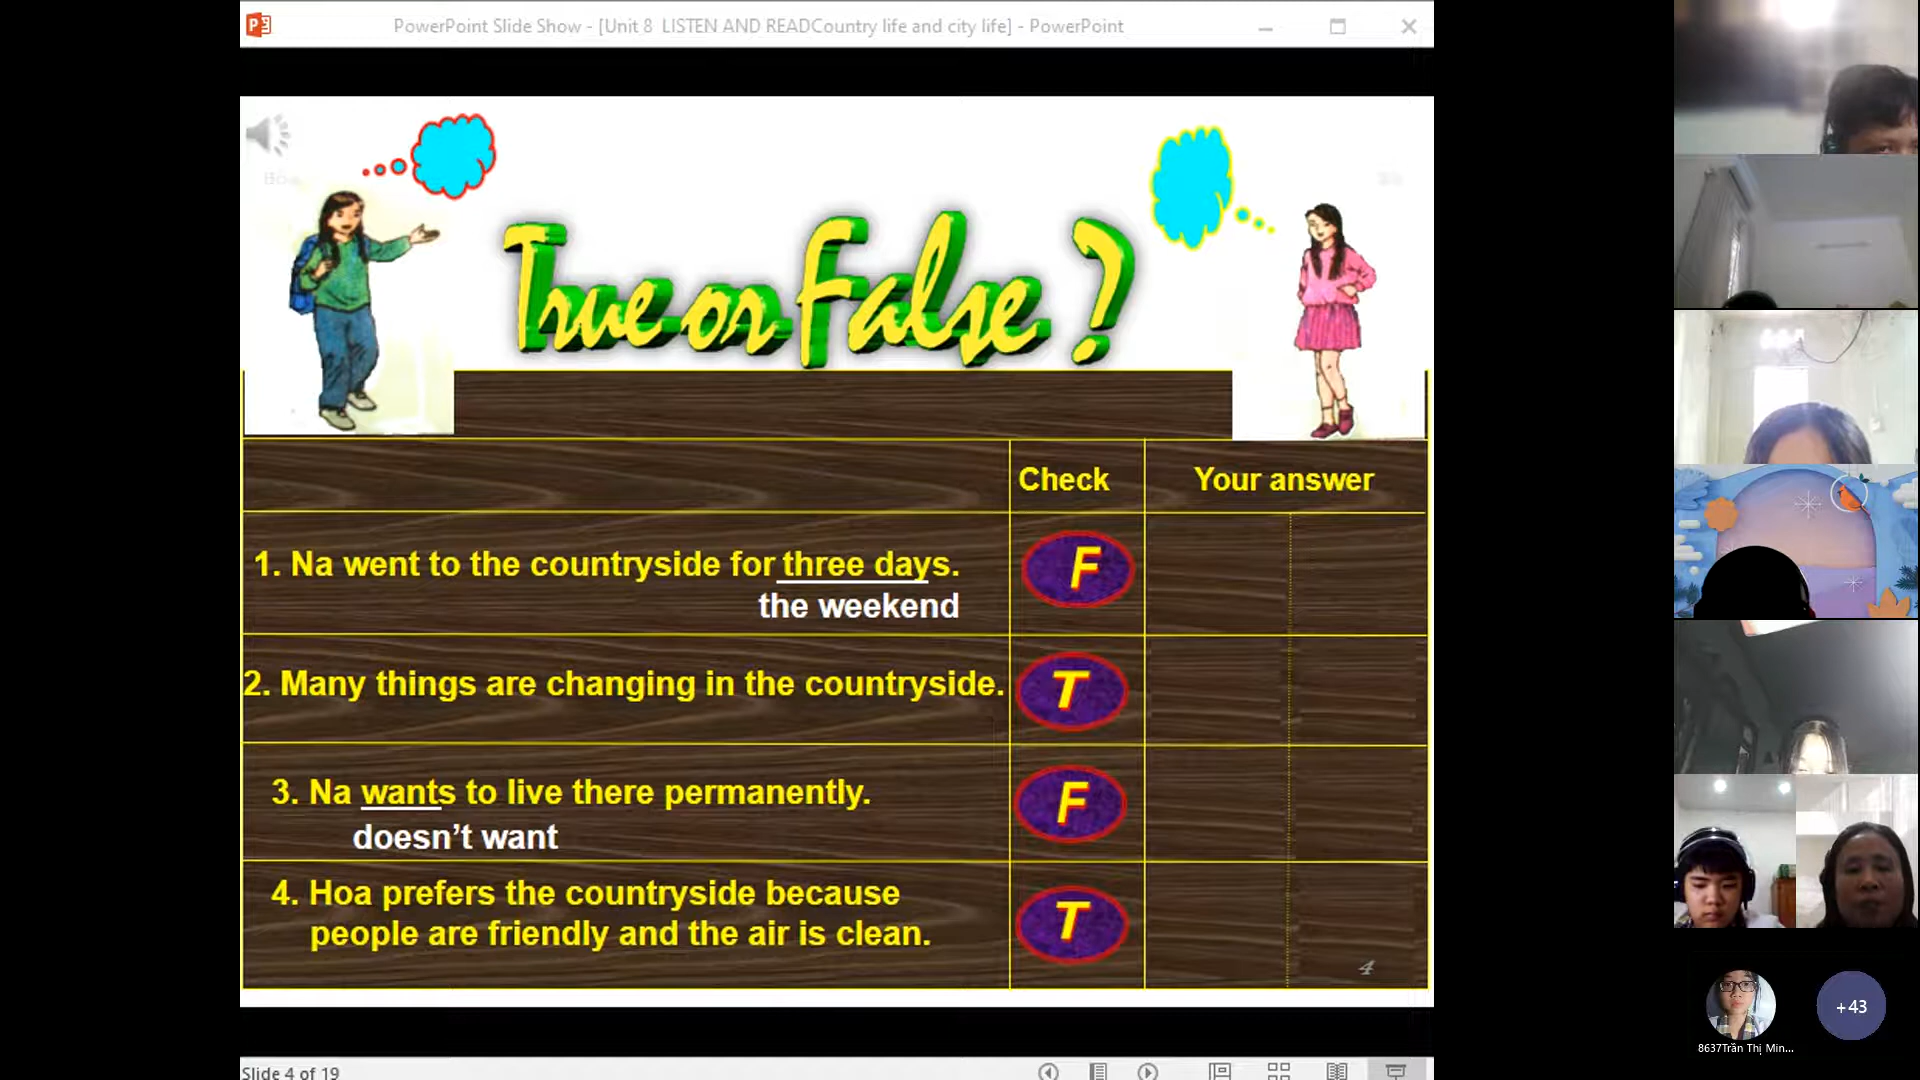 PowerPoint Slide Show - [Unit 8 LISTEN AND READCountry life and city life] - PowerPoint
True or False ?
Check
Your answer
1. Na went to the countryside for three days.
F
the weekend
2. Many things are changing in the countryside.
T
3. Na wants to live there permanently.
F
doesn’t want
4. Hoa prefers the countryside because
people are friendly and the air is clean.
T
4
Slide 4 of 19
+43
8637Trần Thị Min...